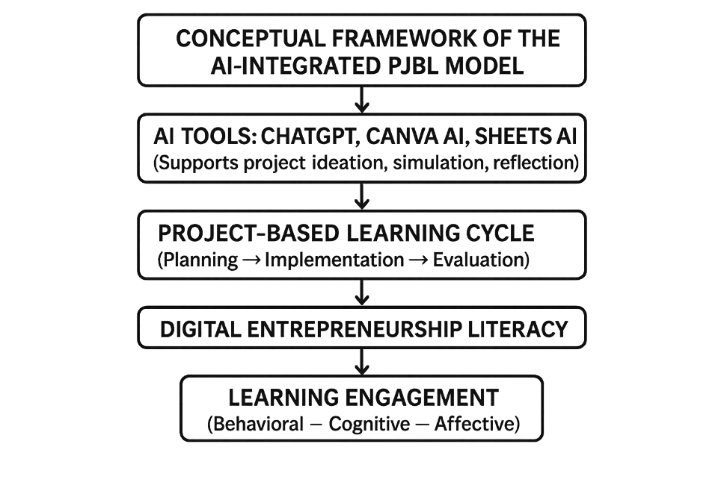 CONCEPTUAL FRAMEWORK OF THE
AI-INTEGRATED PJBL MODEL
AI TOOLS: CHATGPT, CANVA AI, SHEETS AI
(Supports project ideation, simulation, reflection)
PROJECT-BASED LEARNING CYCLE
(Planning → Implementation → Evaluation)
DIGITAL ENTREPRENEURSHIP LITERACY
LEARNING ENGAGEMENT
(Behavioral – Cognitive – Affective)